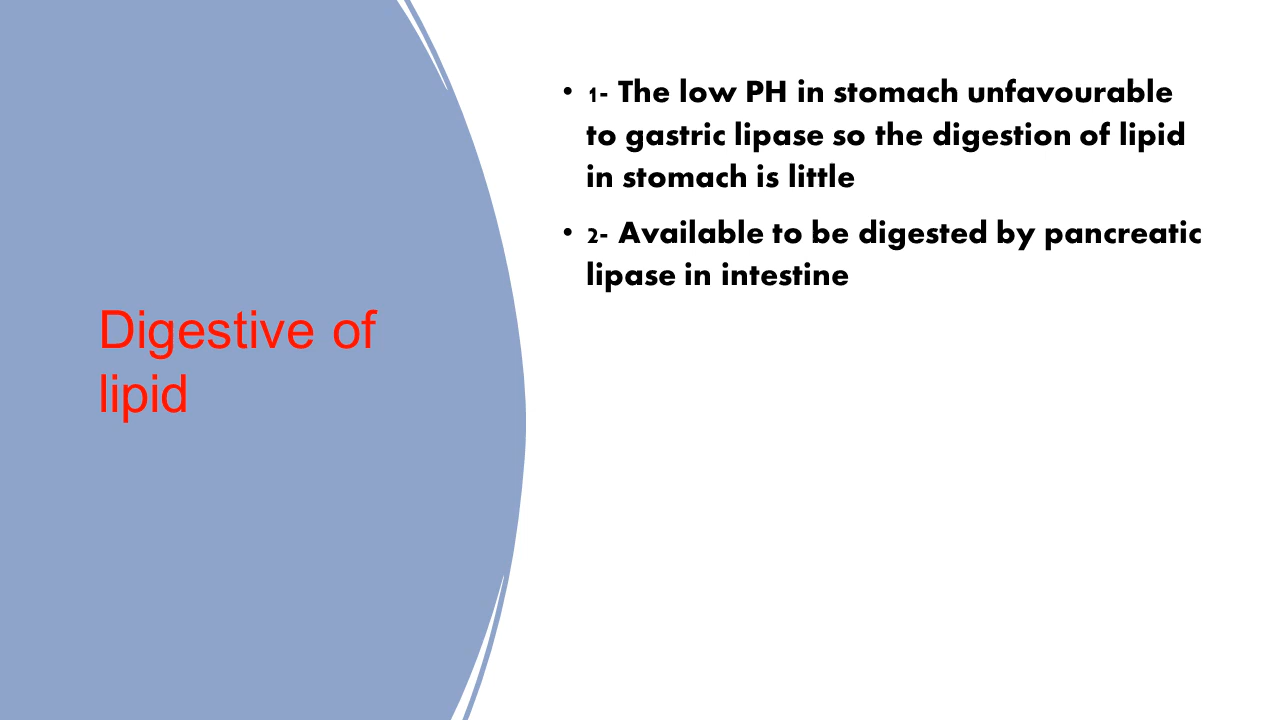 Digestive of
lipid
• 1- The low PH in stomach unfavourable
to gastric lipase so the digestion of lipid
in stomach is little
• 2- Available to be digested by pancreatic
lipase in intestine